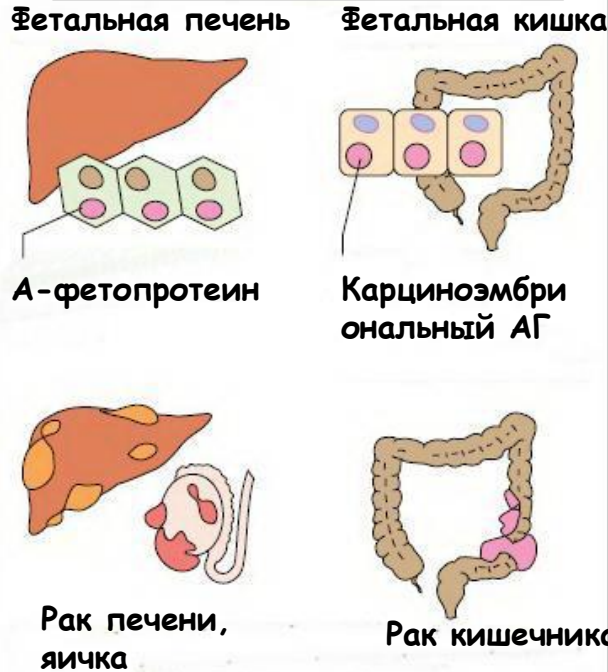 Фетальная печень
Фетальная кишка
А-фетопротеин
Карциноэмбри
ональный АГ
Рак печени,
яичка
Рак кишечника